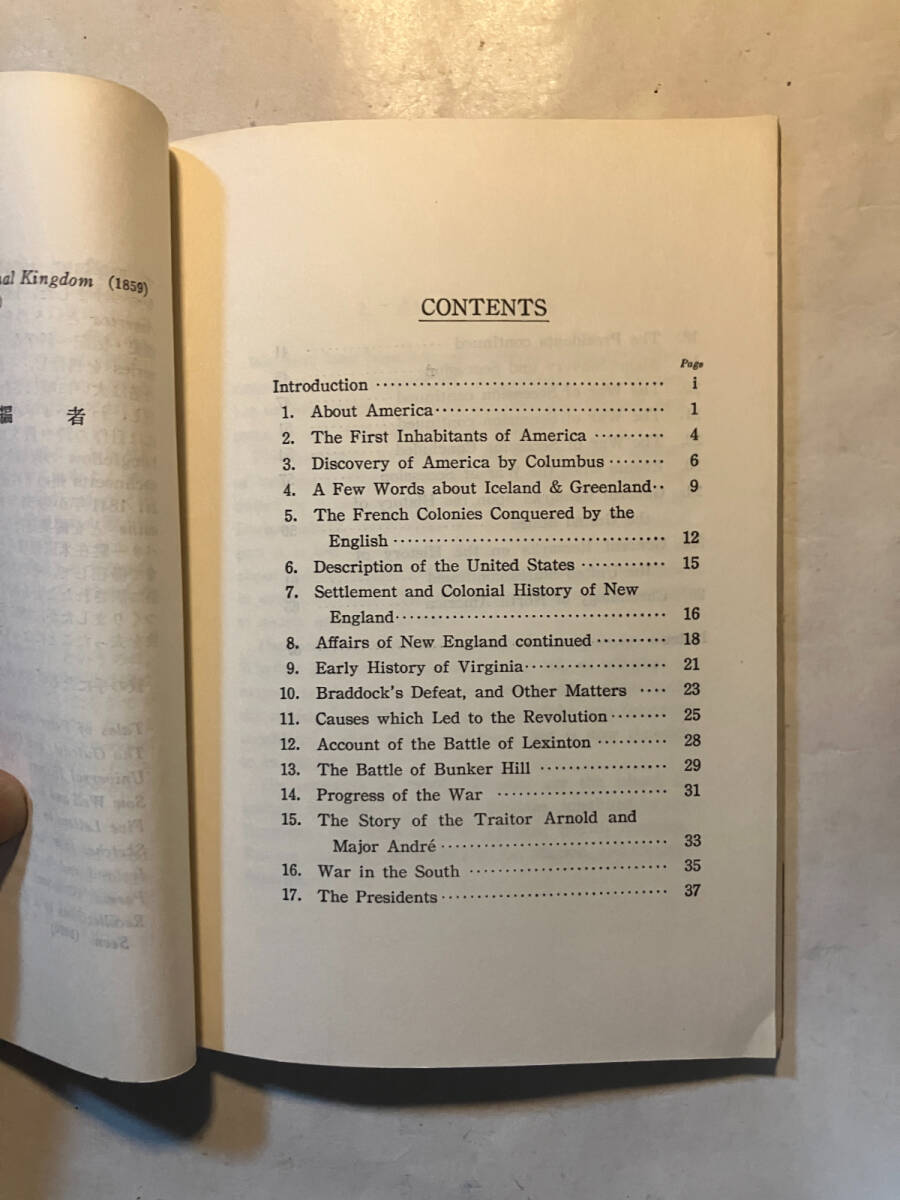 Kingdom (1859)
者
CONTENTS
Page
Introduction ········································ i
1. About America································ 1
2. The First Inhabitants of America ·········· 4
3. Discovery of America by Columbus ········ 6
4. A Few Words about Iceland & Greenland·· 9
5. The French Colonies Conquered by the
English ······································ 12
6. Description of the United States ············ 15
7. Settlement and Colonial History of New
England····································· 16
8. Affairs of New England continued ·········· 18
9. Early History of Virginia···················· 21
10. Braddock's Defeat, and Other Matters ···· 23
11. Causes which Led to the Revolution········ 25
12. Account of the Battle of Lexinton ·········· 28
13. The Battle of Bunker Hill ·················· 29
14. Progress of the War ························ 31
15. The Story of the Traitor Arnold and
Major André································ 33
16. War in the South ···························· 35
17. The Presidents································ 37